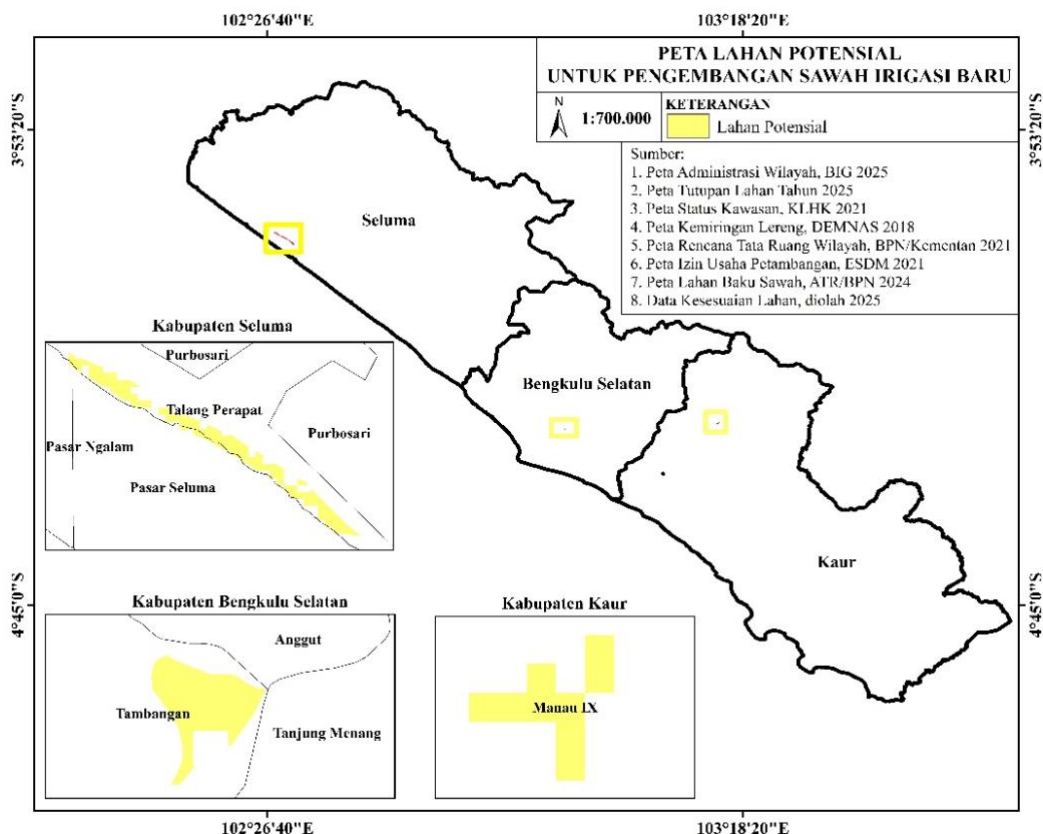 102°26'40"E
103°18'20"E
PETA LAHAN POTENSIAL
UNTUK PENGEMBANGAN SAWAH IRIGASI BARU
N
1:700.000
KETERANGAN
Lahan Potensial
Sumber:
1. Peta Administrasi Wilayah, BIG 2025
2. Peta Tutupan Lahan Tahun 2025
3. Peta Status Kawasan, KLHK 2021
4. Peta Kemiringan Lereng, DEMNAS 2018
5. Peta Rencana Tata Ruang Wilayah, BPN/Kementan 2021
6. Peta Izin Usaha Petambangan, ESDM 2021
7. Peta Lahan Baku Sawah, ATR/BPN 2024
8. Data Kesesuaian Lahan, diolah 2025
3°53'20"S
3°53'20"S
Seluma
Bengkulu Selatan
Kaur
Kabupaten Seluma
Purbosari
Talang Perapat
Purbosari
Pasar Ngalam
Pasar Seluma
4°45'0"S
4°45'0"S
Kabupaten Bengkulu Selatan
Anggut
Tambangan
Tanjung Menang
Kabupaten Kaur
Manau IX
102°26'40"E
103°18'20"E